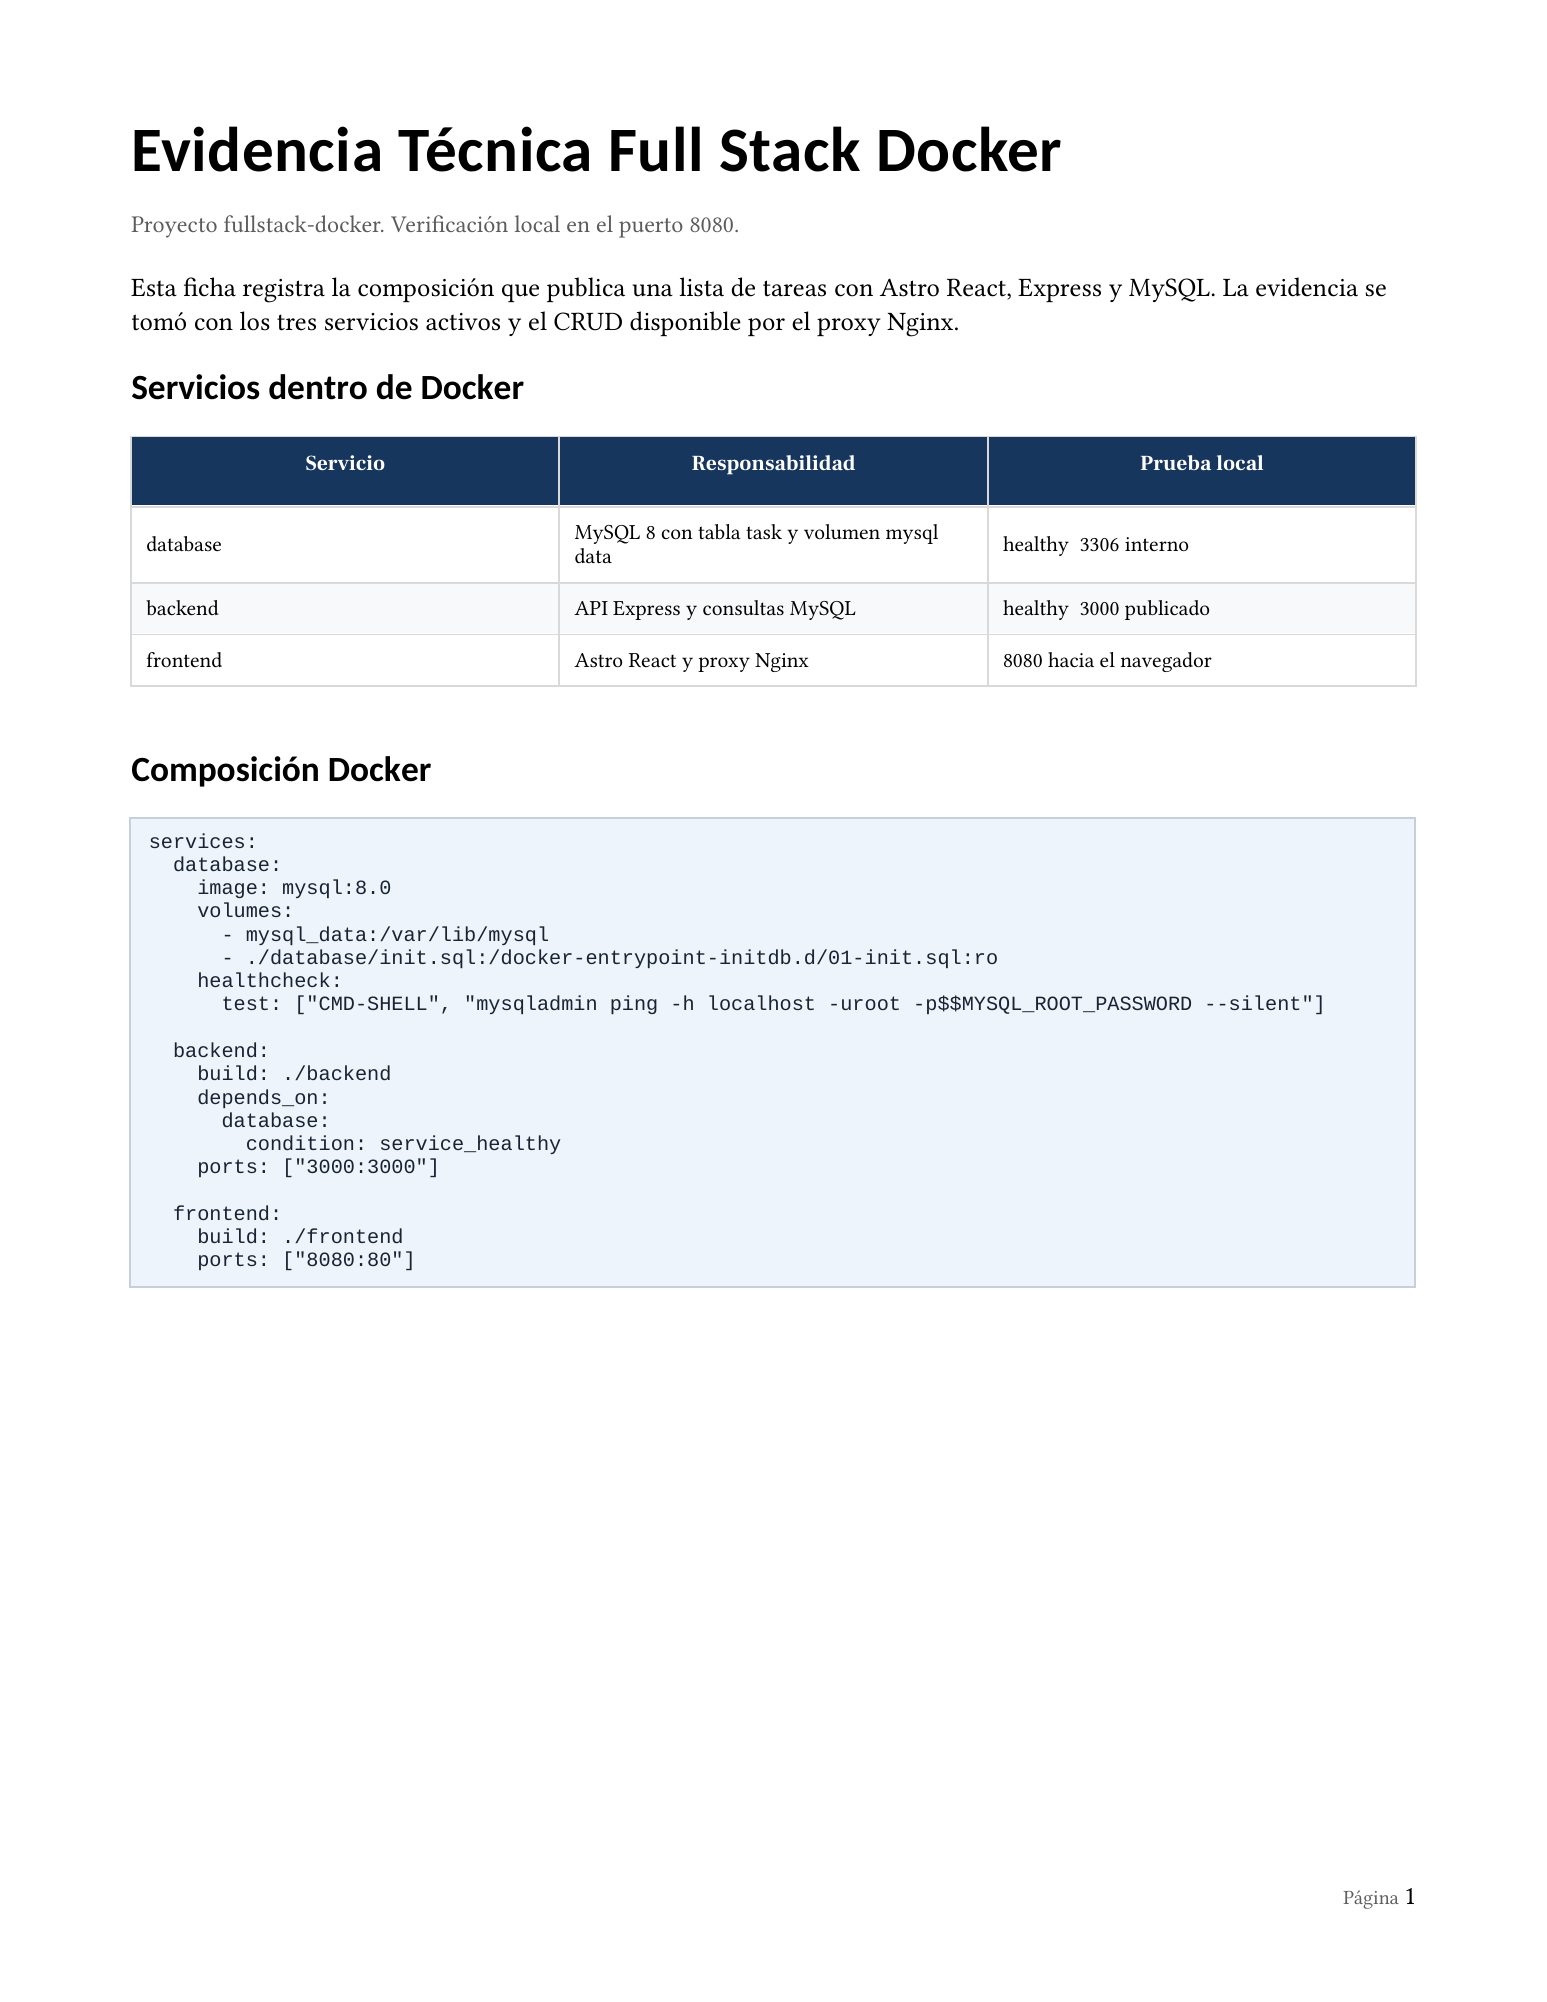 Evidencia Técnica Full Stack Docker
Proyecto fullstack-docker. Verificación local en el puerto 8080.
Esta ficha registra la composición que publica una lista de tareas con Astro React, Express y MySQL. La evidencia se
tomó con los tres servicios activos y el CRUD disponible por el proxy Nginx.
Servicios dentro de Docker
Servicio Responsabilidad Prueba local
database MySQL 8 con tabla task y volumen mysql data healthy  3306 interno
backend API Express y consultas MySQL healthy  3000 publicado
frontend Astro React y proxy Nginx 8080 hacia el navegador
Composición Docker
services:
  database:
    image: mysql:8.0
    volumes:
      - mysql_data:/var/lib/mysql
      - ./database/init.sql:/docker-entrypoint-initdb.d/01-init.sql:ro
    healthcheck:
      test: ["CMD-SHELL", "mysqladmin ping -h localhost -uroot -p$$MYSQL_ROOT_PASSWORD --silent"]

  backend:
    build: ./backend
    depends_on:
      database:
        condition: service_healthy
    ports: ["3000:3000"]

  frontend:
    build: ./frontend
    ports: ["8080:80"]
Página 1